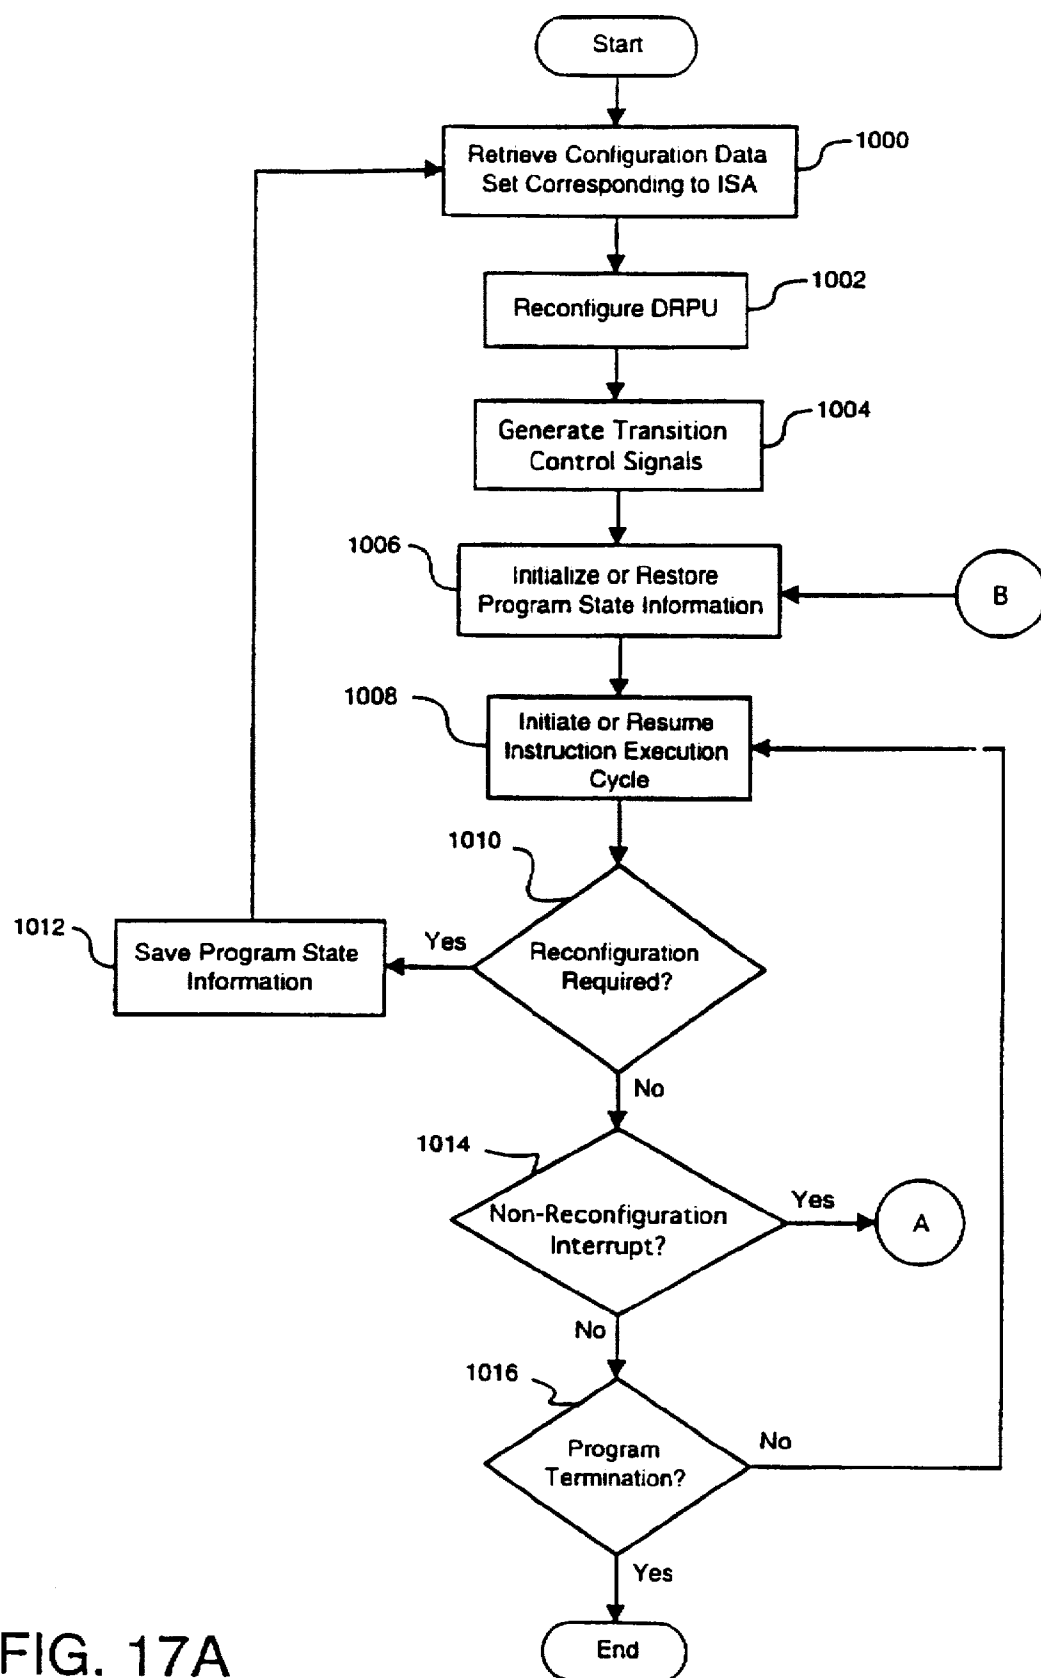 Start
Retrieve Configuration Data
Set Corresponding to ISA
1000
Reconfigure DRPU
1002
Generate Transition
Control Signals
1004
1006
Initialize or Restore
Program State Information
B
1008
Initiate or Resume
Instruction Execution
Cycle
1010
Reconfiguration
Required?
Yes
1012
Save Program State
Information
No
1014
Non-Reconfiguration
Interrupt?
Yes
A
No
1016
Program
Termination?
No
Yes
End
FIG. 17A